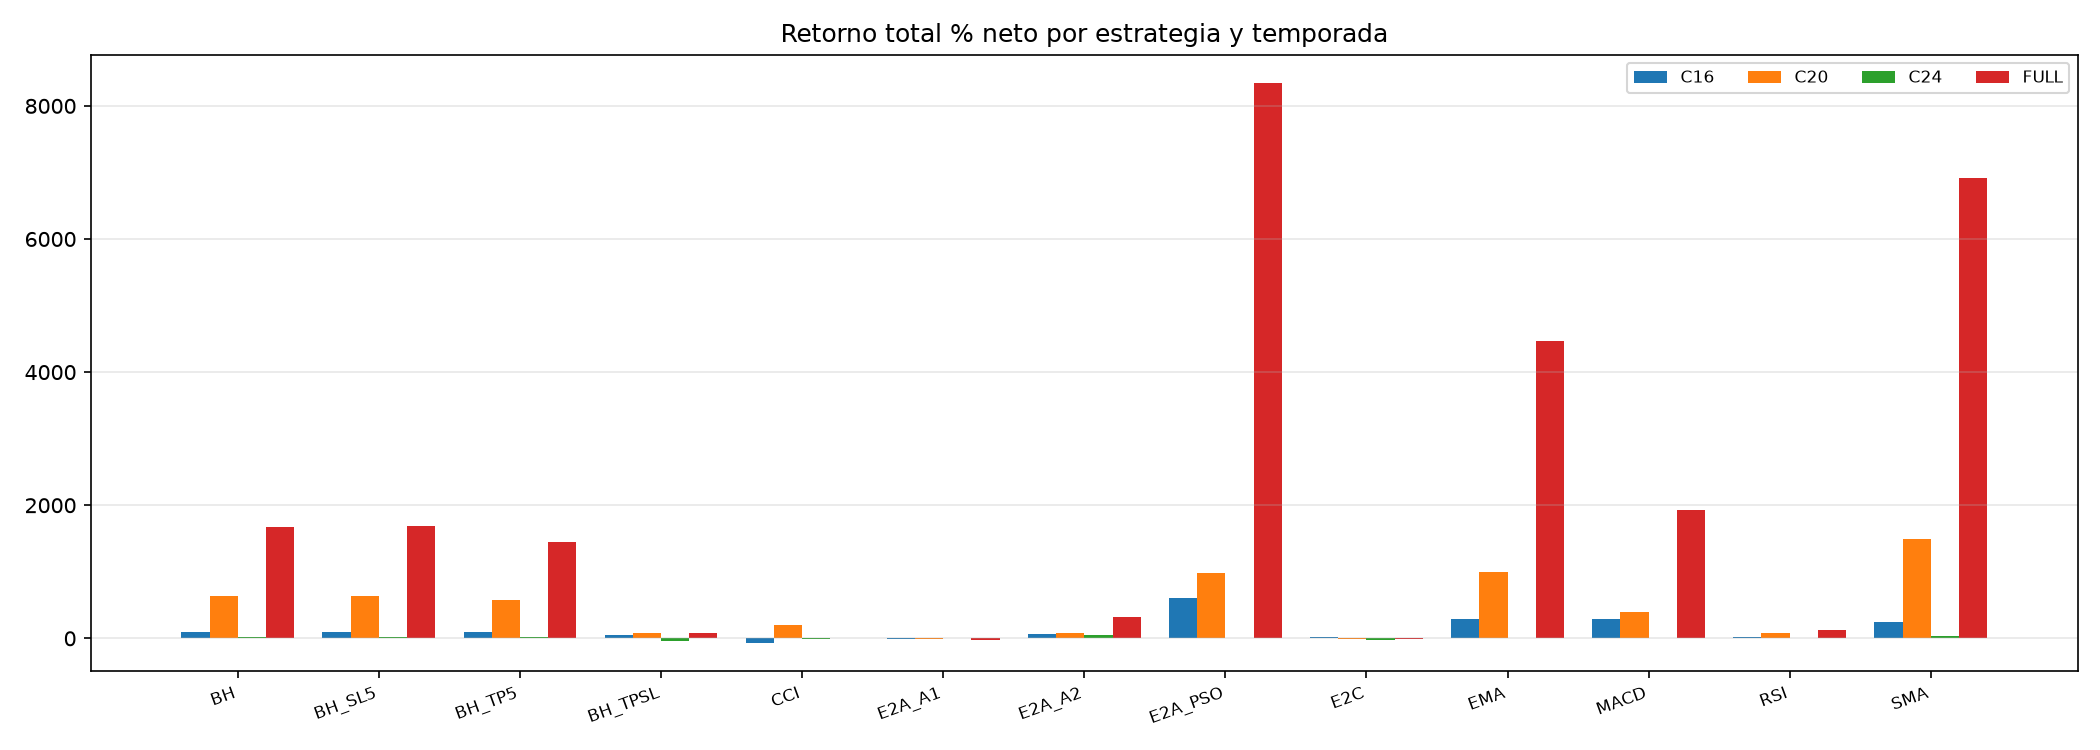 Retorno total % neto por estrategia y temporada
C16 C20 C24 FULL
8000
6000
4000
2000
0
BH BH_SL5 BH_TP5 BH_TPSL CCI E2A_A1 E2A_A2 E2A_PSO E2C EMA MACD RSI SMA